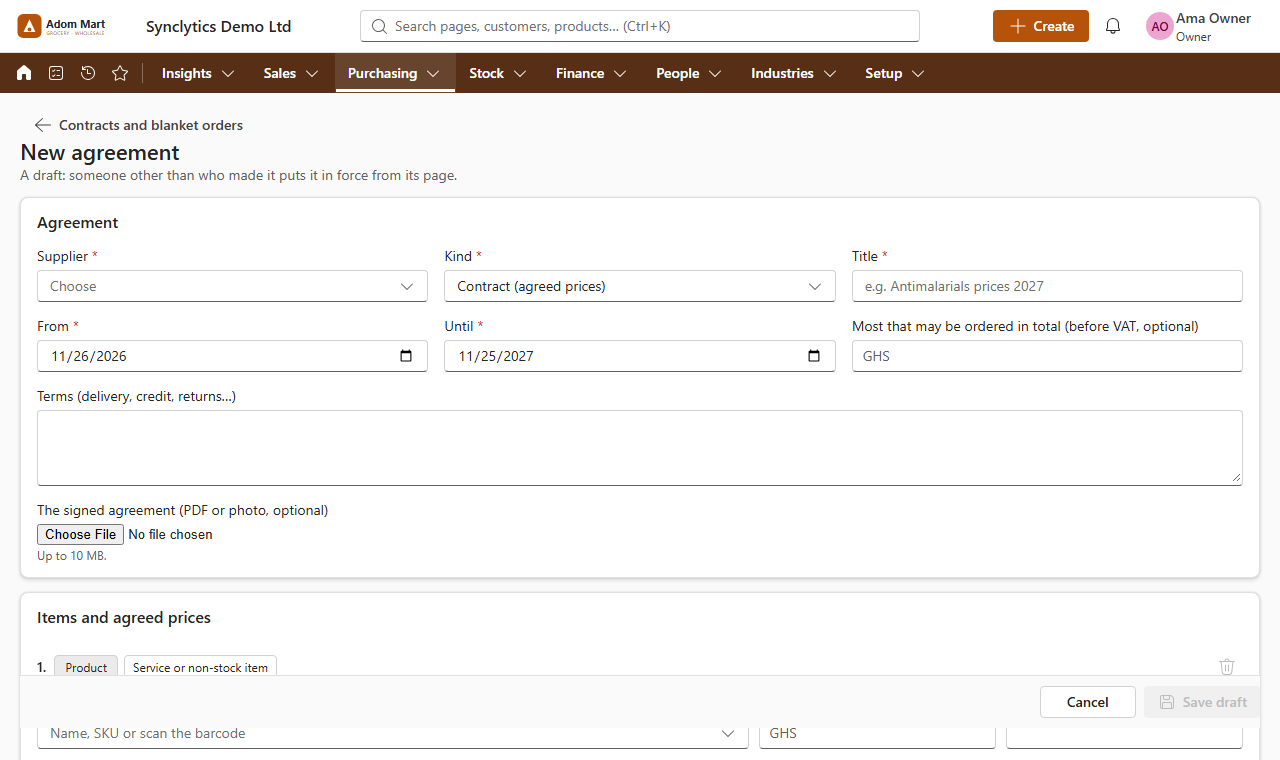 Adom Mart
GROCERY · WHOLESALE
Synclytics Demo Ltd
Search pages, customers, products... (Ctrl+K)
Create
AO
Ama Owner
Owner
Insights
Sales
Purchasing
Stock
Finance
People
Industries
Setup
Contracts and blanket orders
New agreement
A draft: someone other than who made it puts it in force from its page.
Agreement
Supplier *
Kind *
Title *
Choose
Contract (agreed prices)
e.g. Antimalarials prices 2027
From *
Until *
Most that may be ordered in total (before VAT, optional)
11/26/2026
11/25/2027
GHS
Terms (delivery, credit, returns...)
The signed agreement (PDF or photo, optional)
Choose File No file chosen
Up to 10 MB.
Items and agreed prices
1. Product Service or non-stock item
Cancel
Save draft
Name, SKU or scan the barcode
GHS